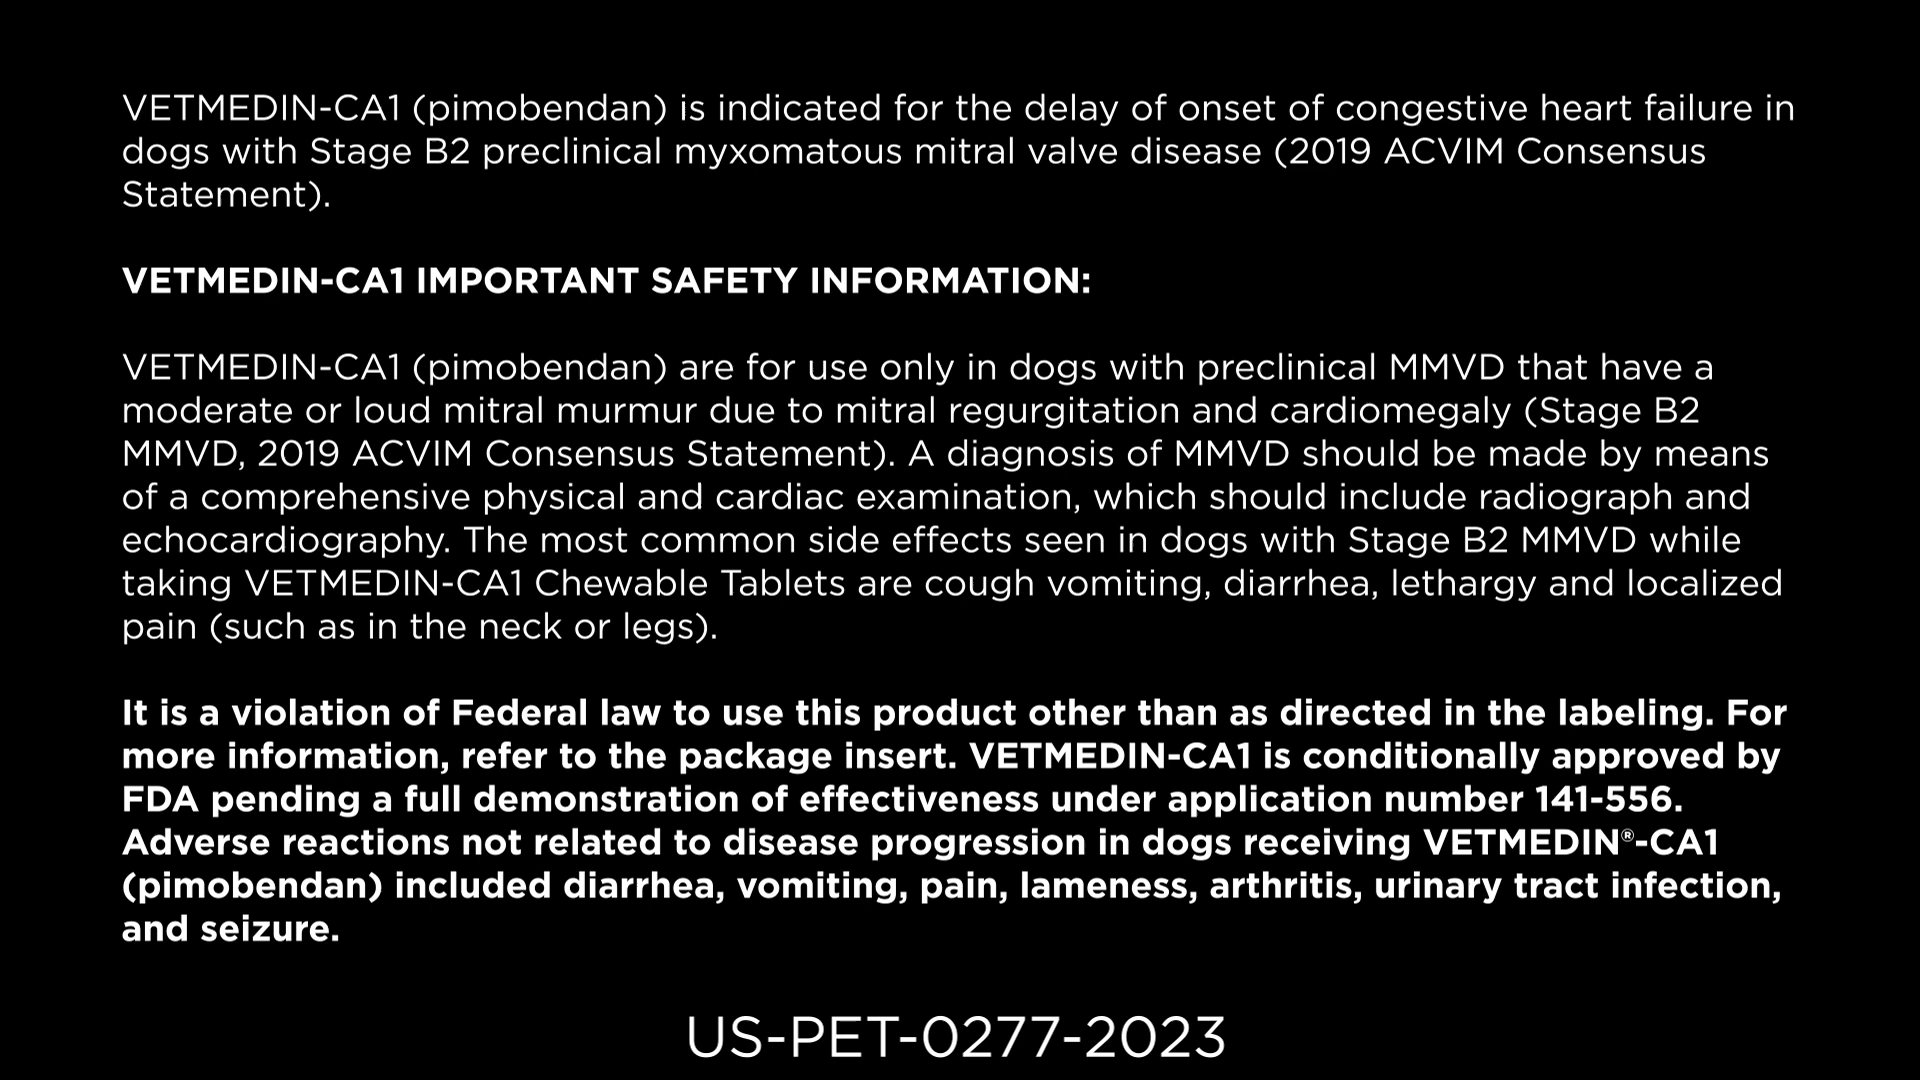 VETMEDIN-CA1 (pimobendan) is indicated for the delay of onset of congestive heart failure in
dogs with Stage B2 preclinical myxomatous mitral valve disease (2019 ACVIM Consensus
Statement).
VETMEDIN-CA1 IMPORTANT SAFETY INFORMATION:
VETMEDIN-CA1 (pimobendan) are for use only in dogs with preclinical MMVD that have a
moderate or loud mitral murmur due to mitral regurgitation and cardiomegaly (Stage B2
MMVD, 2019 ACVIM Consensus Statement). A diagnosis of MMVD should be made by means
of a comprehensive physical and cardiac examination, which should include radiograph and
echocardiography. The most common side effects seen in dogs with Stage B2 MMVD while
taking VETMEDIN-CA1 Chewable Tablets are cough vomiting, diarrhea, lethargy and localized
pain (such as in the neck or legs).
It is a violation of Federal law to use this product other than as directed in the labeling. For
more information, refer to the package insert. VETMEDIN-CA1 is conditionally approved by
FDA pending a full demonstration of effectiveness under application number 141-556.
Adverse reactions not related to disease progression in dogs receiving VETMEDIN®-CA1
(pimobendan) included diarrhea, vomiting, pain, lameness, arthritis, urinary tract infection,
and seizure.
US-PET-0277-2023